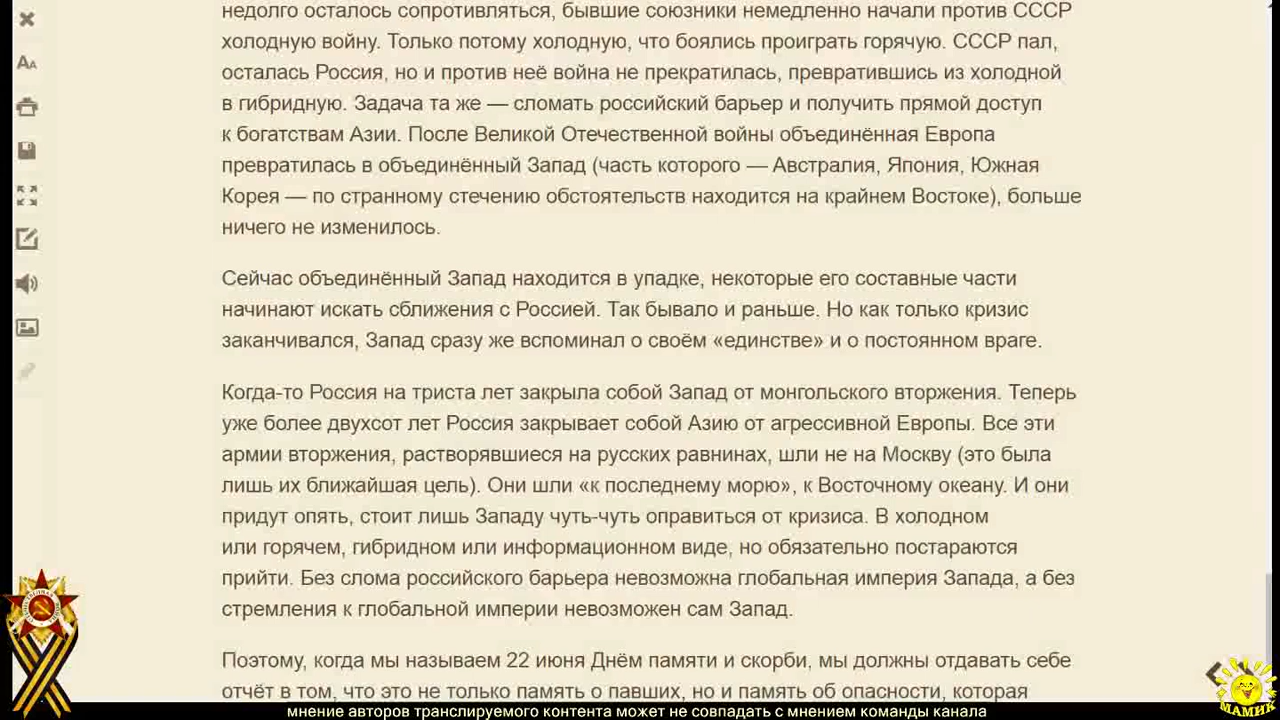 недолго осталось сопротивляться, бывшие союзники немедленно начали против СССР
холодную войну. Только потому холодную, что боялись проиграть горячую. СССР пал,
осталась Россия, но и против неё война не прекратилась, превратившись из холодной
в гибридную. Задача та же — сломать российский барьер и получить прямой доступ
к богатствам Азии. После Великой Отечественной войны объединённая Европа
превратилась в объединённый Запад (часть которого — Австралия, Япония, Южная
Корея — по странному стечению обстоятельств находится на крайнем Востоке), больше
ничего не изменилось.
Сейчас объединённый Запад находится в упадке, некоторые его составные части
начинают искать сближения с Россией. Так бывало и раньше. Но как только кризис
заканчивался, Запад сразу же вспоминал о своём «единстве» и о постоянном враге.
Когда-то Россия на триста лет закрыла собой Запад от монгольского вторжения. Теперь
уже более двухсот лет Россия закрывает собой Азию от агрессивной Европы. Все эти
армии вторжения, растворявшиеся на русских равнинах, шли не на Москву (это была
лишь их ближайшая цель). Они шли «к последнему морю», к Восточному океану. И они
придут опять, стоит лишь Западу чуть-чуть оправиться от кризиса. В холодном
или горячем, гибридном или информационном виде, но обязательно постараются
прийти. Без слома российского барьера невозможна глобальная империя Запада, а без
стремления к глобальной империи невозможен сам Запад.
Поэтому, когда мы называем 22 июня Днём памяти и скорби, мы должны отдавать себе
отчёт в том, что это не только память о павших, но и память об опасности, которая
МАМИК
мнение авторов транслируемого контента может не совпадать с мнением команды канала